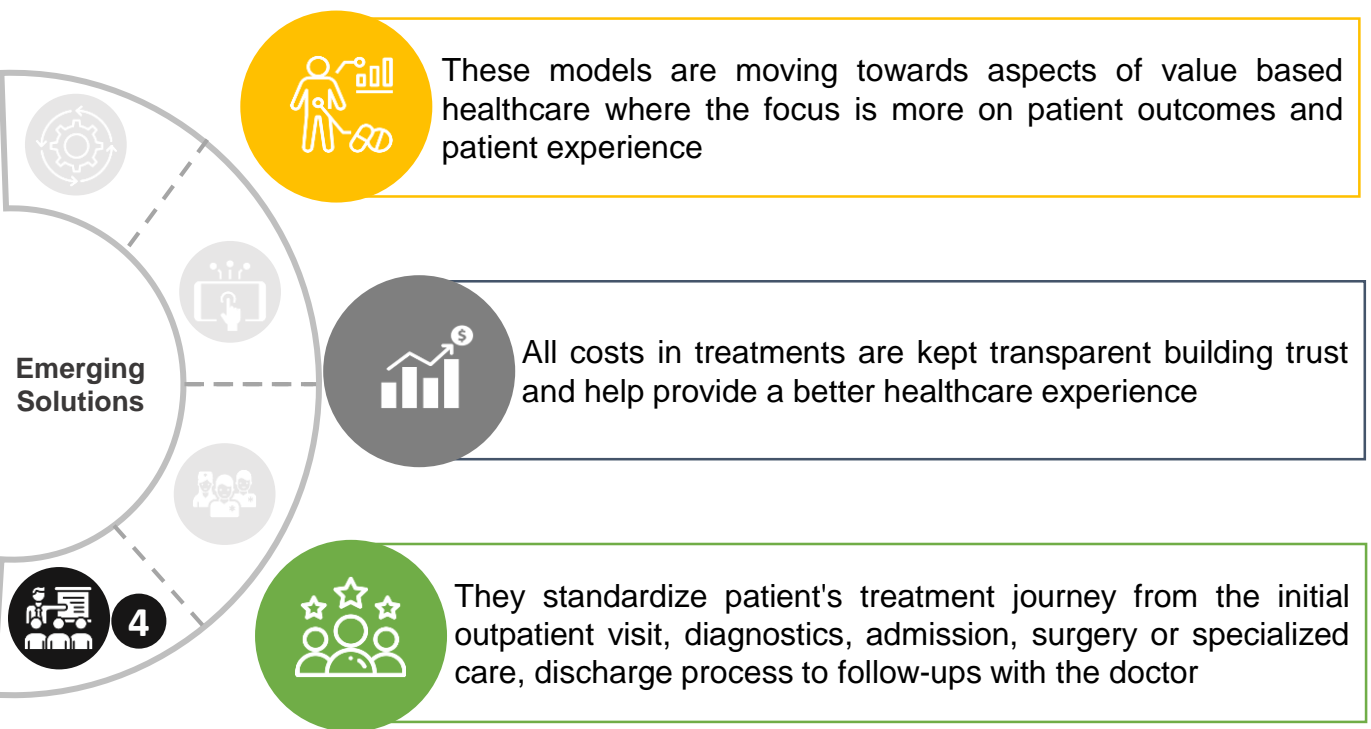 These models are moving towards aspects of value based
healthcare where the focus is more on patient outcomes and
patient experience
$
All costs in treatments are kept transparent building trust
and help provide a better healthcare experience
Emerging
Solutions
4
They standardize patient's treatment journey from the initial
outpatient visit, diagnostics, admission, surgery or specialized
care, discharge process to follow-ups with the doctor